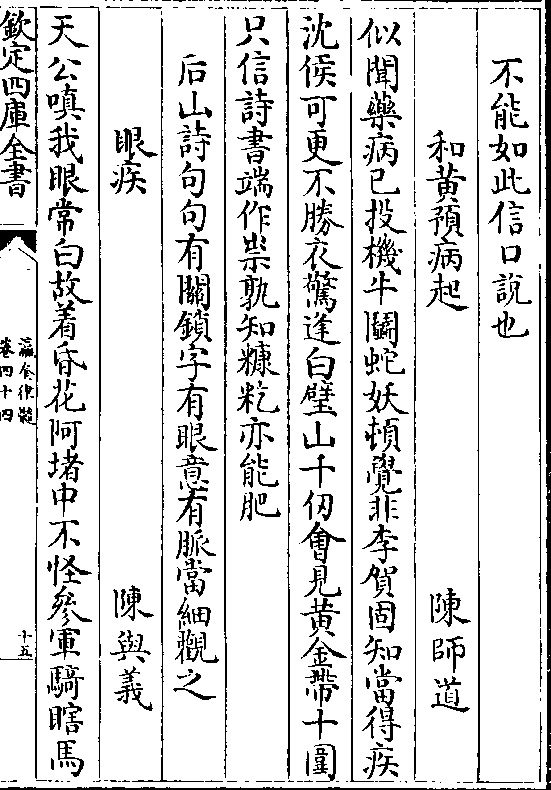 不能如此信口說也
和黄預病起 陳師道
似聞藥病已投機牛鬭蛇妖頓覺非李賀固知當得疾
沈侯可更不勝衣驚逢白璧山千仞會見黄金帶十圍
只信詩書端作祟孰知糠籺亦能肥
后山詩句句有關鎖字有眼意有脈當細觀之
眼疾 陳與義
天公嗔我眼常白故着昏花阿堵中不怪參軍騎瞎馬
欽定四庫全書
瀛奎律髓
卷四十四
十五